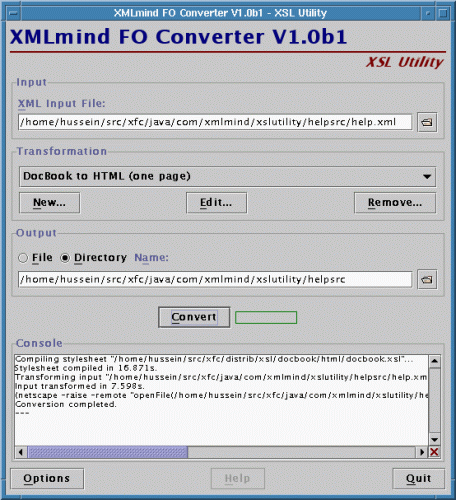 XMLmind FO Converter V1.0b1 - XSL Utility
XMLmind FO Converter V1.0b1
XSL Utility
Input
XML Input File:
/home/hussein/src/xfc/java/com/xmlmind/xslutility/helpsrc/help.xml
Transformation
DocBook to HTML (one page)
New... Edit... Remove...
Output
File Directory Name:
/home/hussein/src/xfc/java/com/xmlmind/xslutility/helpsrc
Convert
Console
Compiling stylesheet "/home/hussein/src/xfc/distrib/xsl/docbook/html/docbook.xsl"...
Stylesheet compiled in 16.871s.
Transforming input "/home/hussein/src/xfc/java/com/xmlmind/xslutility/helpsrc/help.xm
Input transformed in 7.598s.
(netscape -raise -remote "openFile(/home/hussein/src/xfc/java/com/xmlmind/xslutility/he
Conversion completed.
---
Options Help Quit